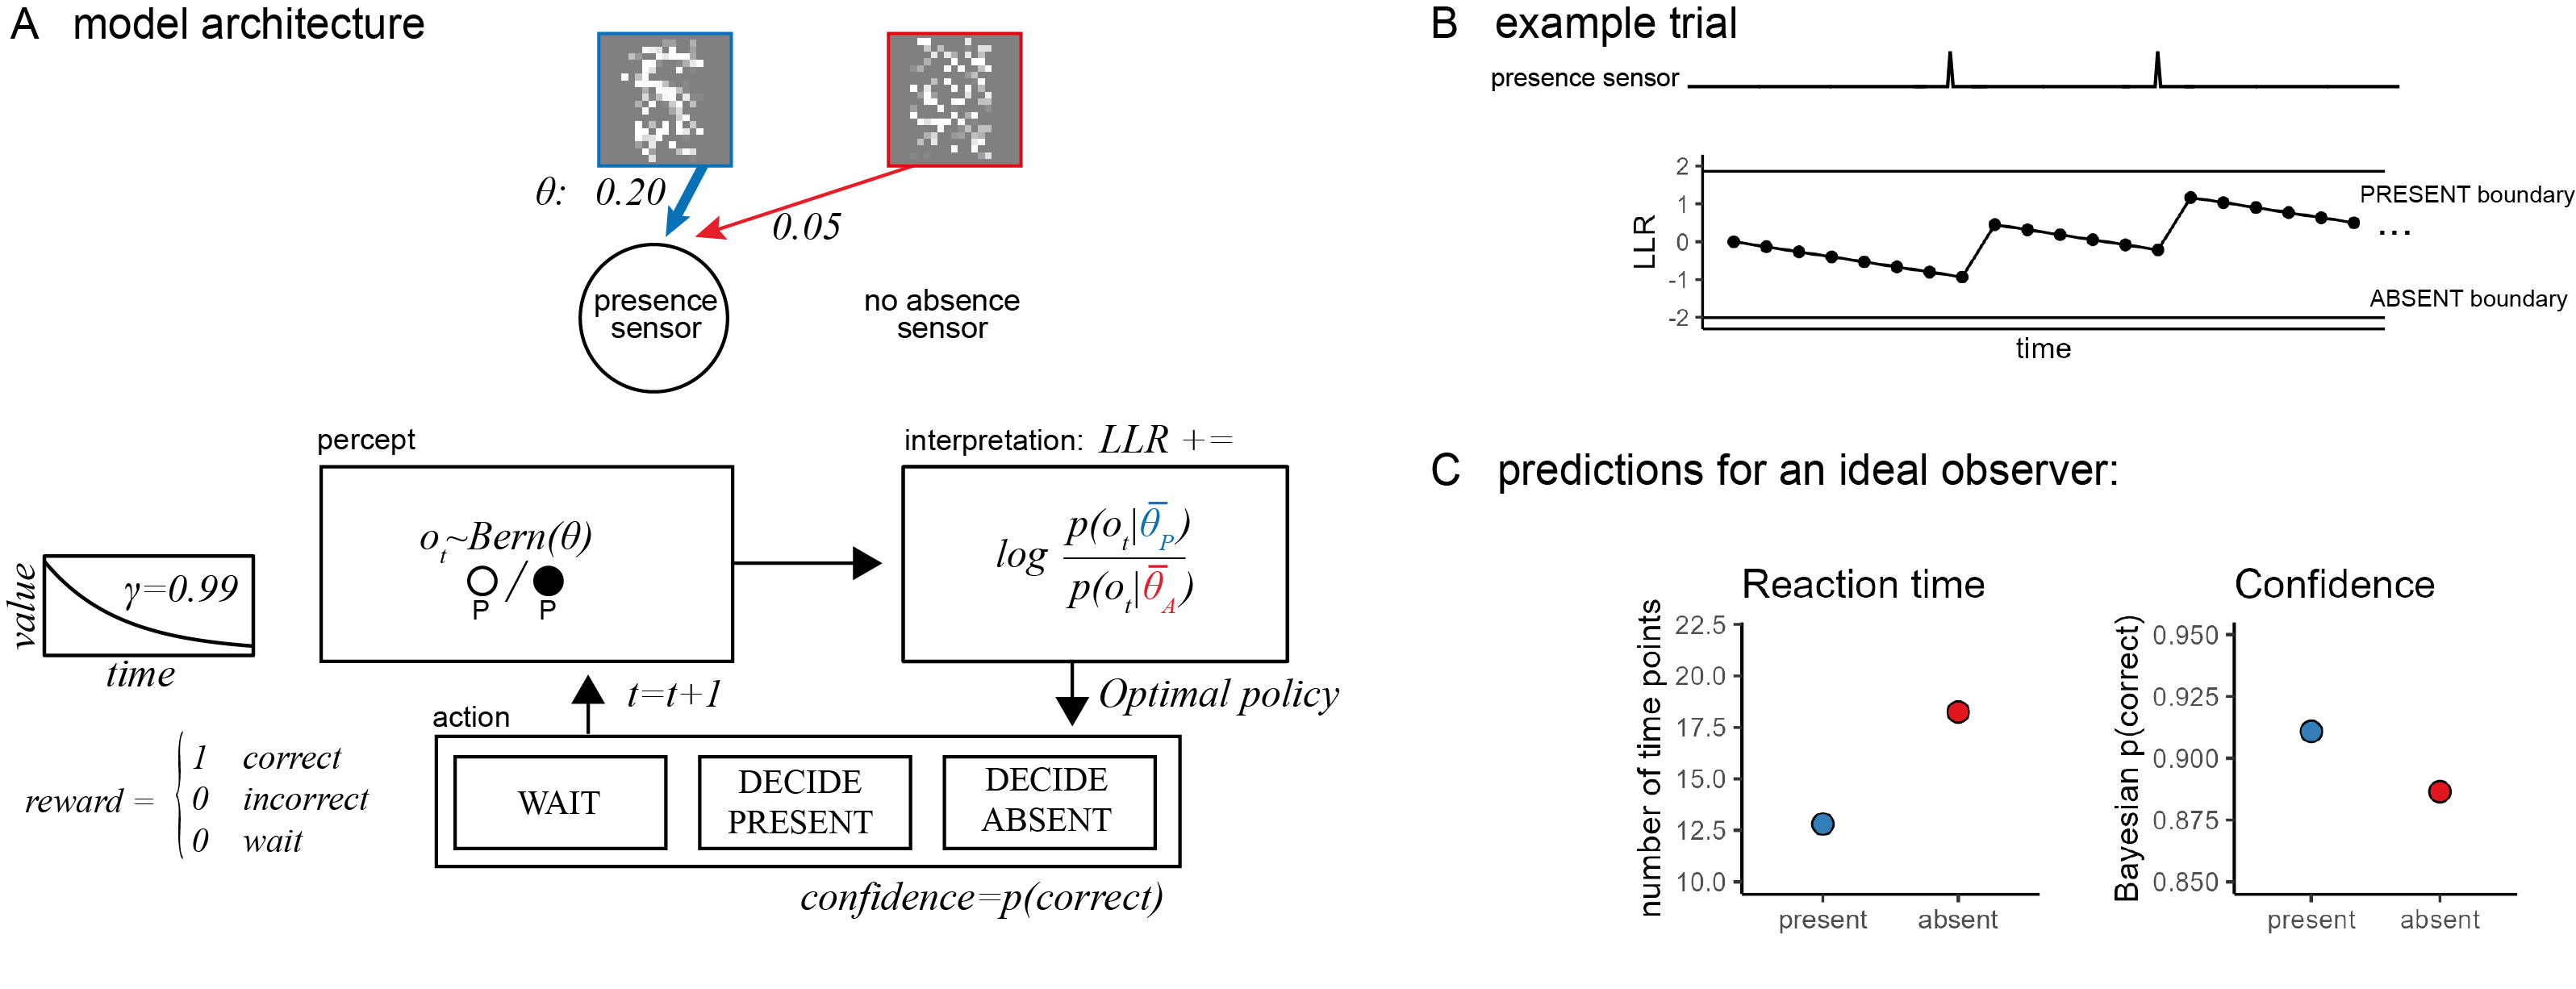 A model architecture
θ: 0.20
0.05
presence
sensor
no absence
sensor
percept
o_t~Bern(θ)
/
P P
interpretation: LLR +=
log p(o_t|θ̅_P)
p(o_t|θ̅_A)
value
γ=0.99
time
t=t+1
Optimal policy
action
WAIT
DECIDE
PRESENT
DECIDE
ABSENT
reward =
1 correct
0 incorrect
0 wait
confidence=p(correct)
B example trial
presence sensor
LLR
2
1
0
-1
-2
PRESENT boundary
...
ABSENT boundary
time
C predictions for an ideal observer:
Reaction time
number of time points
22.5
20.0
17.5
15.0
12.5
10.0
present absent
Confidence
Bayesian p(correct)
0.950
0.925
0.900
0.875
0.850
present absent